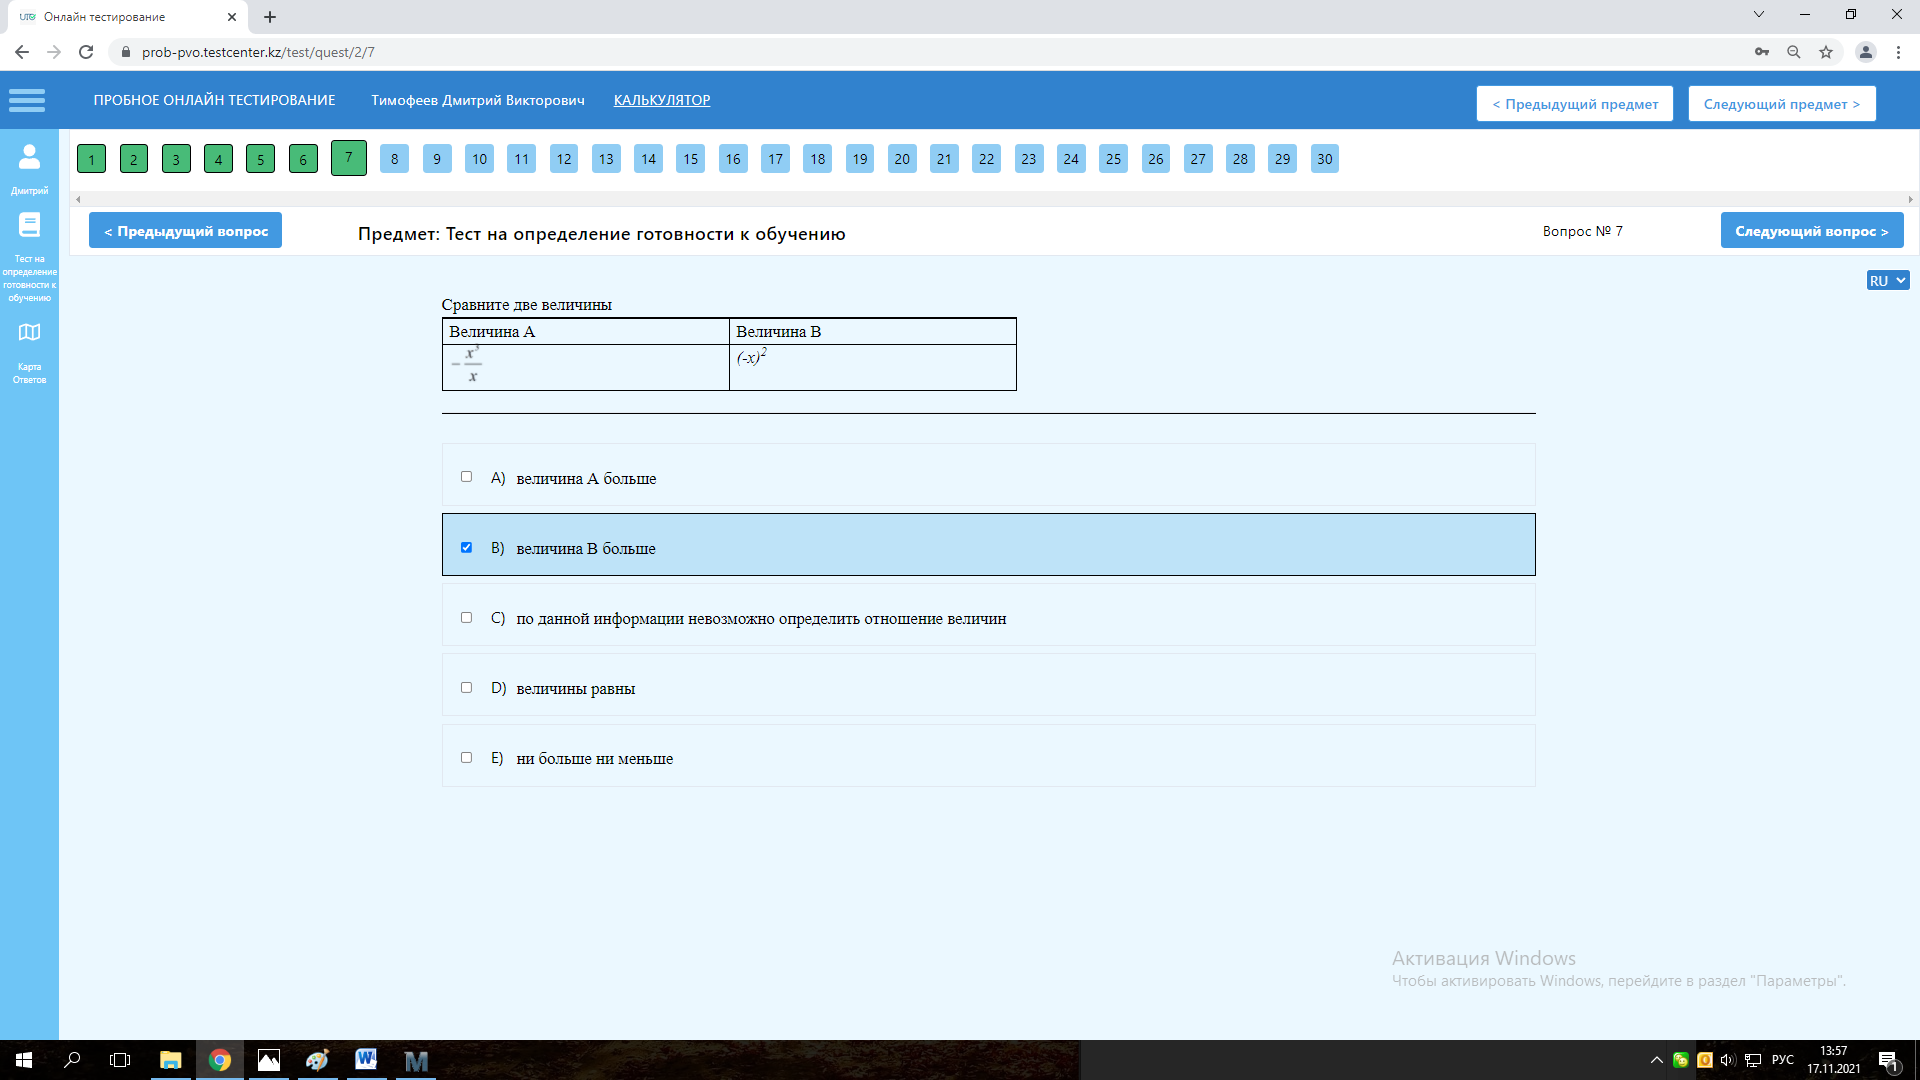 Онлайн тестирование
prob-pvo.testcenter.kz/test/quest/2/7
ПРОБНОЕ ОНЛАЙН ТЕСТИРОВАНИЕ Тимофеев Дмитрий Викторович КАЛЬКУЛЯТОР < Предыдущий предмет Следующий предмет >
1 2 3 4 5 6 7 8 9 10 11 12 13 14 15 16 17 18 19 20 21 22 23 24 25 26 27 28 29 30
Дмитрий
Тест на
определение
готовности к
обучению
Карта
Ответов
< Предыдущий вопрос Предмет: Тест на определение готовности к обучению Вопрос № 7 Следующий вопрос >
RU
Сравните две величины
Величина А Величина В
-x³/x (-x)²
A) величина А больше
B) величина В больше
C) по данной информации невозможно определить отношение величин
D) величины равны
E) ни больше ни меньше
Активация Windows
Чтобы активировать Windows, перейдите в раздел "Параметры".
РУС
13:57
17.11.2021
1